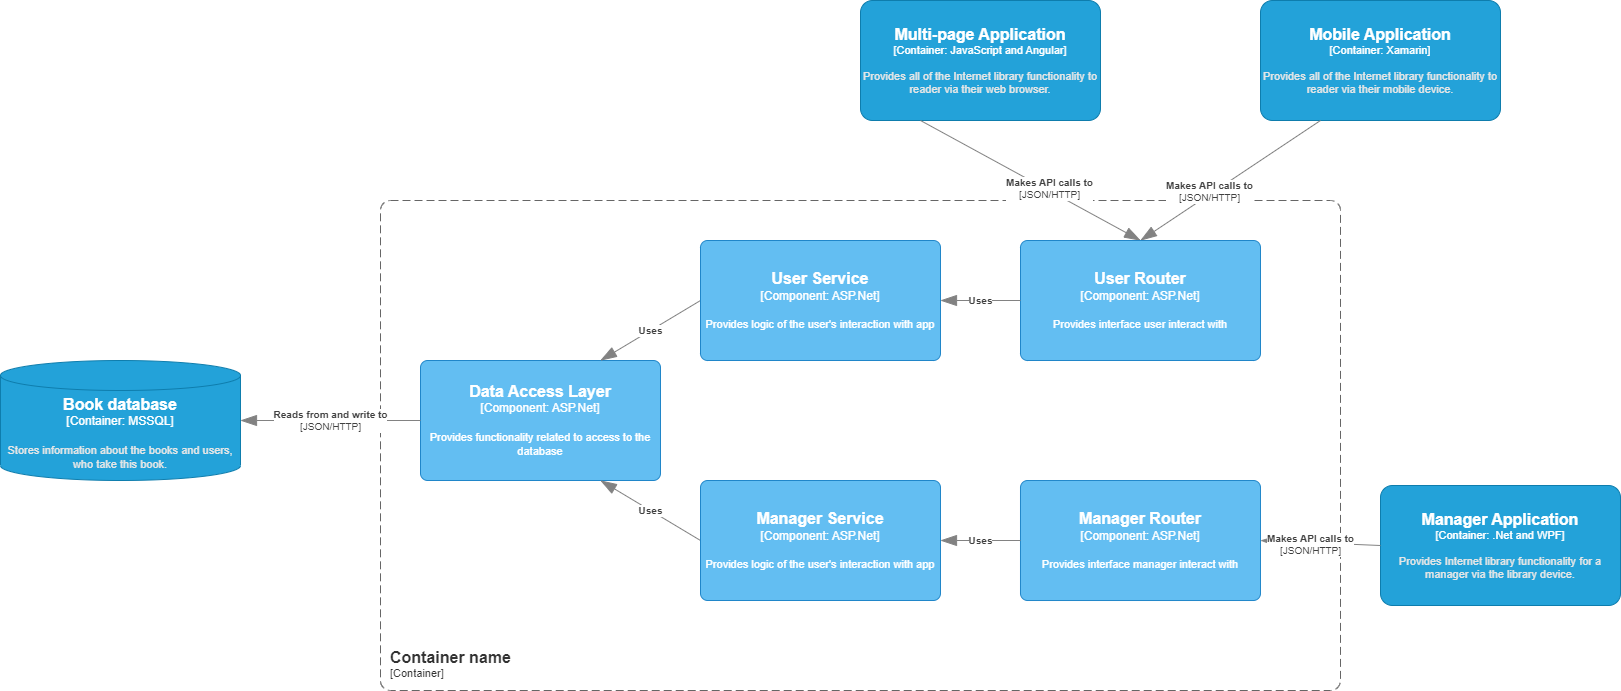 Multi-page Application
[Container: JavaScript and Angular]
Provides all of the Internet library functionality to
reader via their web browser.
Mobile Application
[Container: Xamarin]
Provides all of the Internet library functionality to
reader via their mobile device.
Makes API calls to
[JSON/HTTP]
Makes API calls to
[JSON/HTTP]
User Service
[Component: ASP.Net]
Provides logic of the user's interaction with app
Uses
User Router
[Component: ASP.Net]
Provides interface user interact with
Uses
Book database
[Container: MSSQL]
Stores information about the books and users,
who take this book.
Reads from and write to
[JSON/HTTP]
Data Access Layer
[Component: ASP.Net]
Provides functionality related to access to the
database
Uses
Manager Service
[Component: ASP.Net]
Provides logic of the user's interaction with app
Uses
Manager Router
[Component: ASP.Net]
Provides interface manager interact with
Makes API calls to
[JSON/HTTP]
Manager Application
[Container: .Net and WPF]
Provides Internet library functionality for a
manager via the library device.
Container name
[Container]